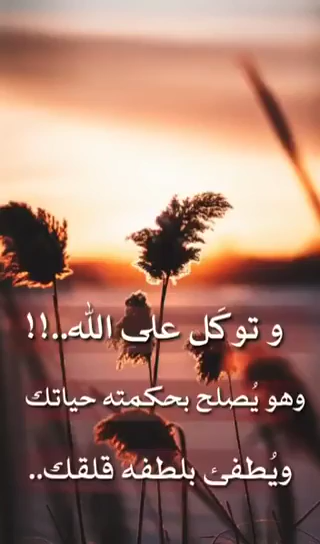 و توكَل على الله..!!
وهو يُصلح بحكمته حياتك
ويُطفئ بلطفه قلقك..